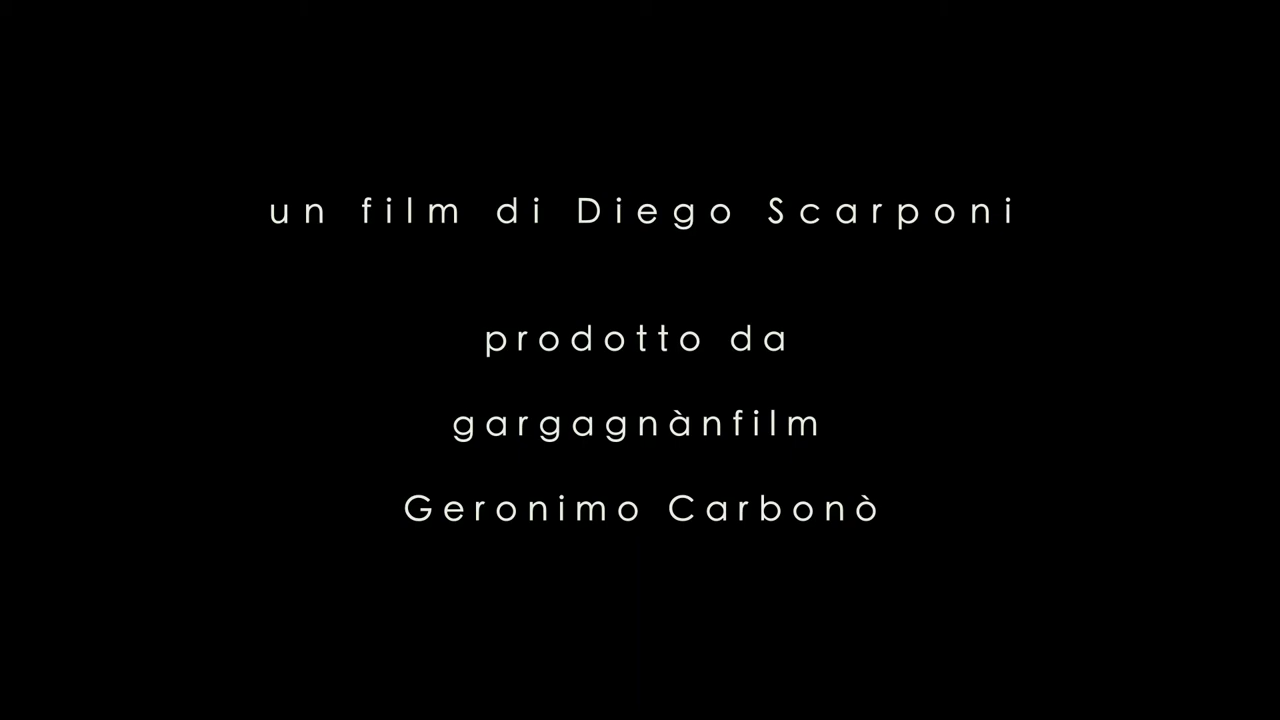 un film di Diego Scarponi
prodotto da
gargagnànfilm
Geronimo Carbonò